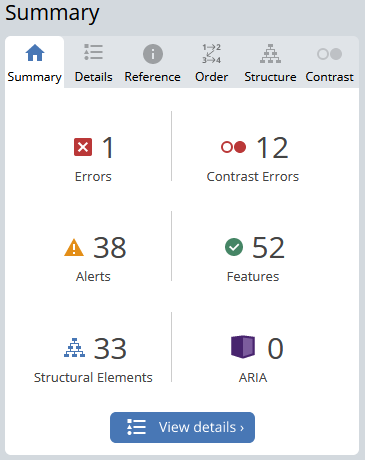 Summary
Summary Details Reference Order Structure Contrast
1 12
Errors Contrast Errors
38 52
Alerts Features
33 0
Structural Elements ARIA
View details ›